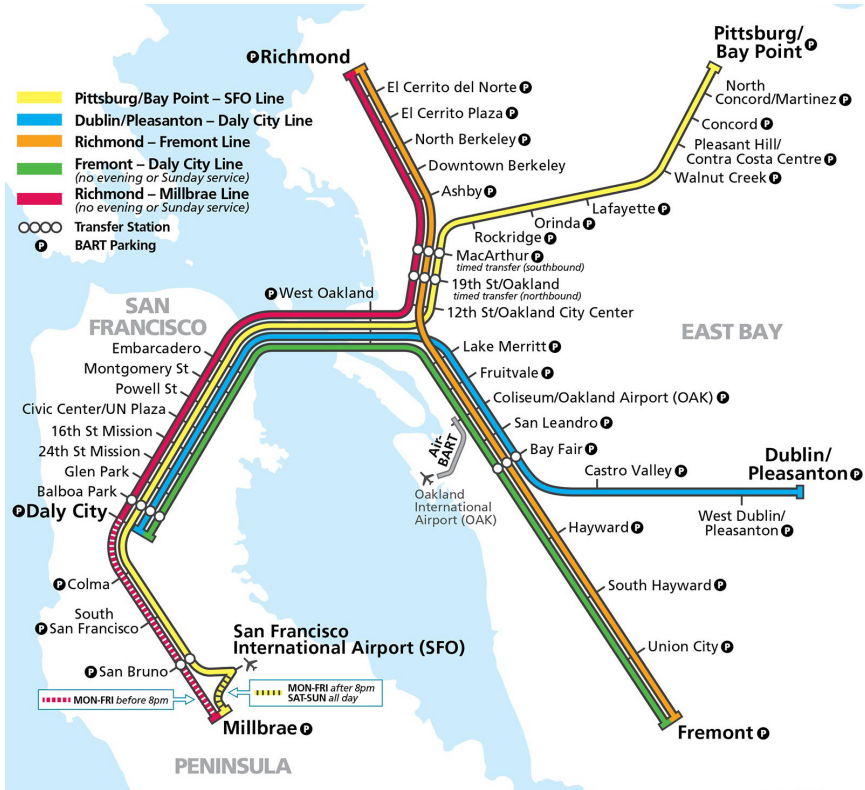 P Richmond
Pittsburg/
Bay Point P
El Cerrito del Norte P
El Cerrito Plaza P
North Berkeley P
Downtown Berkeley
Ashby P
North
Concord/Martinez P
Concord P
Pleasant Hill/
Contra Costa Centre P
Walnut Creek P
Lafayette P
Orinda P
Rockridge P
Pittsburg/Bay Point – SFO Line
Dublin/Pleasanton – Daly City Line
Richmond – Fremont Line
Fremont – Daly City Line
(no evening or Sunday service)
Richmond – Millbrae Line
(no evening or Sunday service)
Transfer Station
P BART Parking
MacArthur P
timed transfer (southbound)
19th St/Oakland
timed transfer (northbound)
12th St/Oakland City Center
P West Oakland
SAN
FRANCISCO
EAST BAY
Embarcadero
Montgomery St
Powell St
Civic Center/UN Plaza
16th St Mission
24th St Mission
Glen Park
Balboa Park
P Daly City
Lake Merritt P
Fruitvale P
Coliseum/Oakland Airport (OAK) P
San Leandro P
Bay Fair P
Air-
BART
Oakland
International
Airport (OAK)
Castro Valley P
Dublin/
Pleasanton P
West Dublin/
Pleasanton P
Hayward P
South Hayward P
Union City P
Fremont P
P Colma
South
P San Francisco
P San Bruno
San Francisco
International Airport (SFO)
MON-FRI before 8pm
MON-FRI after 8pm
SAT-SUN all day
Millbrae P
PENINSULA